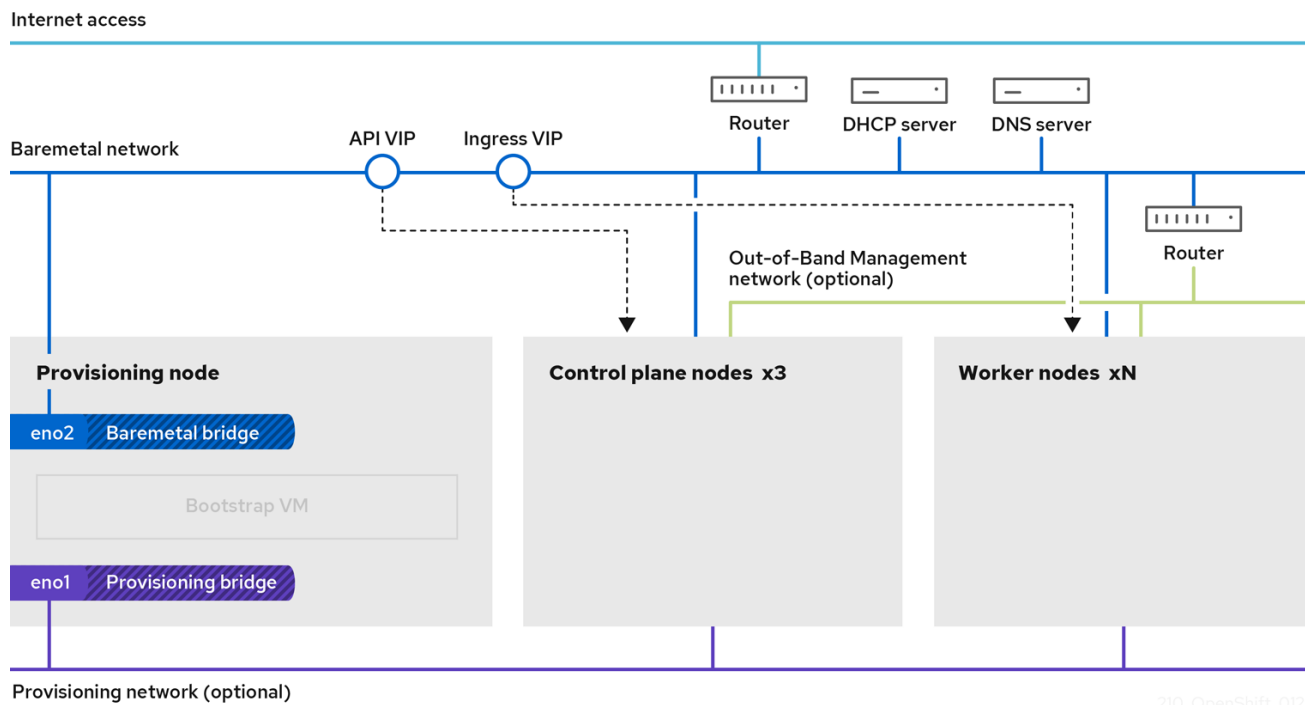 Internet access
Router
DHCP server
DNS server
API VIP
Ingress VIP
Baremetal network
Router
Out-of-Band Management
network (optional)
Provisioning node
Control plane nodes x3
Worker nodes xN
eno2
Baremetal bridge
Bootstrap VM
eno1
Provisioning bridge
Provisioning network (optional)
210_OpenShift_012